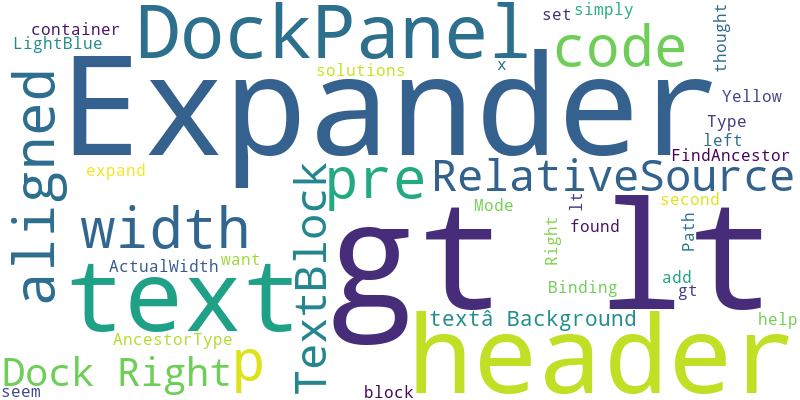 container
DockPanel
set
simply
thought
LightBlue
code
solutions
x
Expander
aligned
Yellow
Type
left
FindAncestor
expand
pre
RelativeSource
TextBlock
width
Mode
lt
second
found
Right
Path
gt lt
ActualWidth
want
text
add
Binding
gt
textâ Background
header
help
AncestorType
p
Dock Right
seem
block